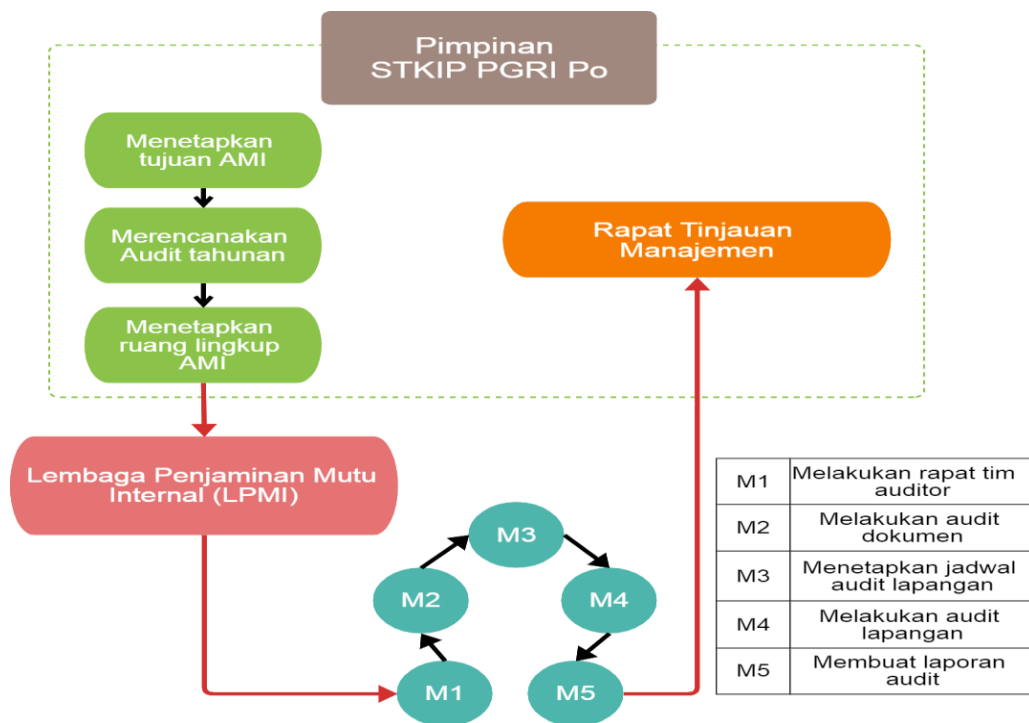 Pimpinan
STKIP PGRI Po
Menetapkan
tujuan AMI
Merencanakan
Audit tahunan
Menetapkan
ruang lingkup
AMI
Rapat Tinjauan
Manajemen
Lembaga Penjaminan Mutu
Internal (LPMI)
M1
M2
M3
M4
M5
M1 Melakukan rapat tim
auditor
M2 Melakukan audit
dokumen
M3 Menetapkan jadwal
audit lapangan
M4 Melakukan audit
lapangan
M5 Membuat laporan
audit